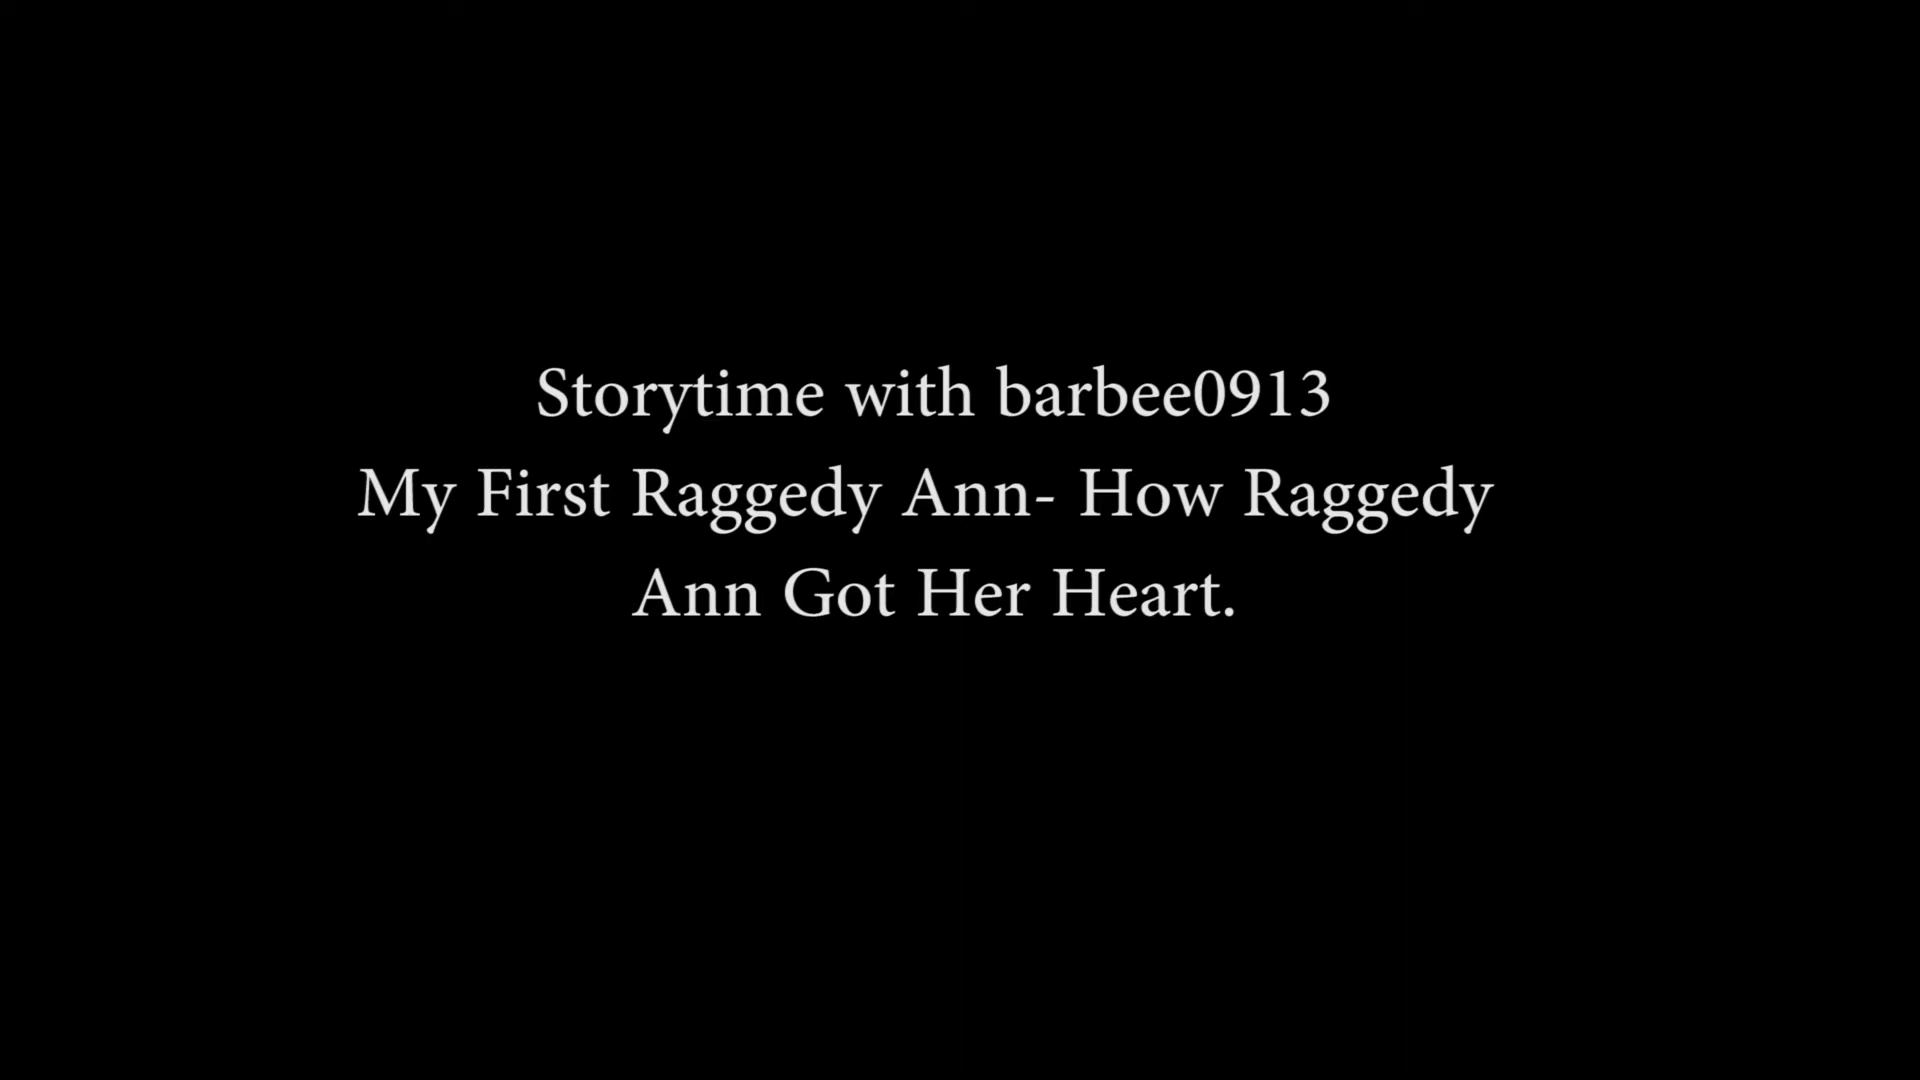 Storytime with barbee0913
My First Raggedy Ann- How Raggedy
Ann Got Her Heart.